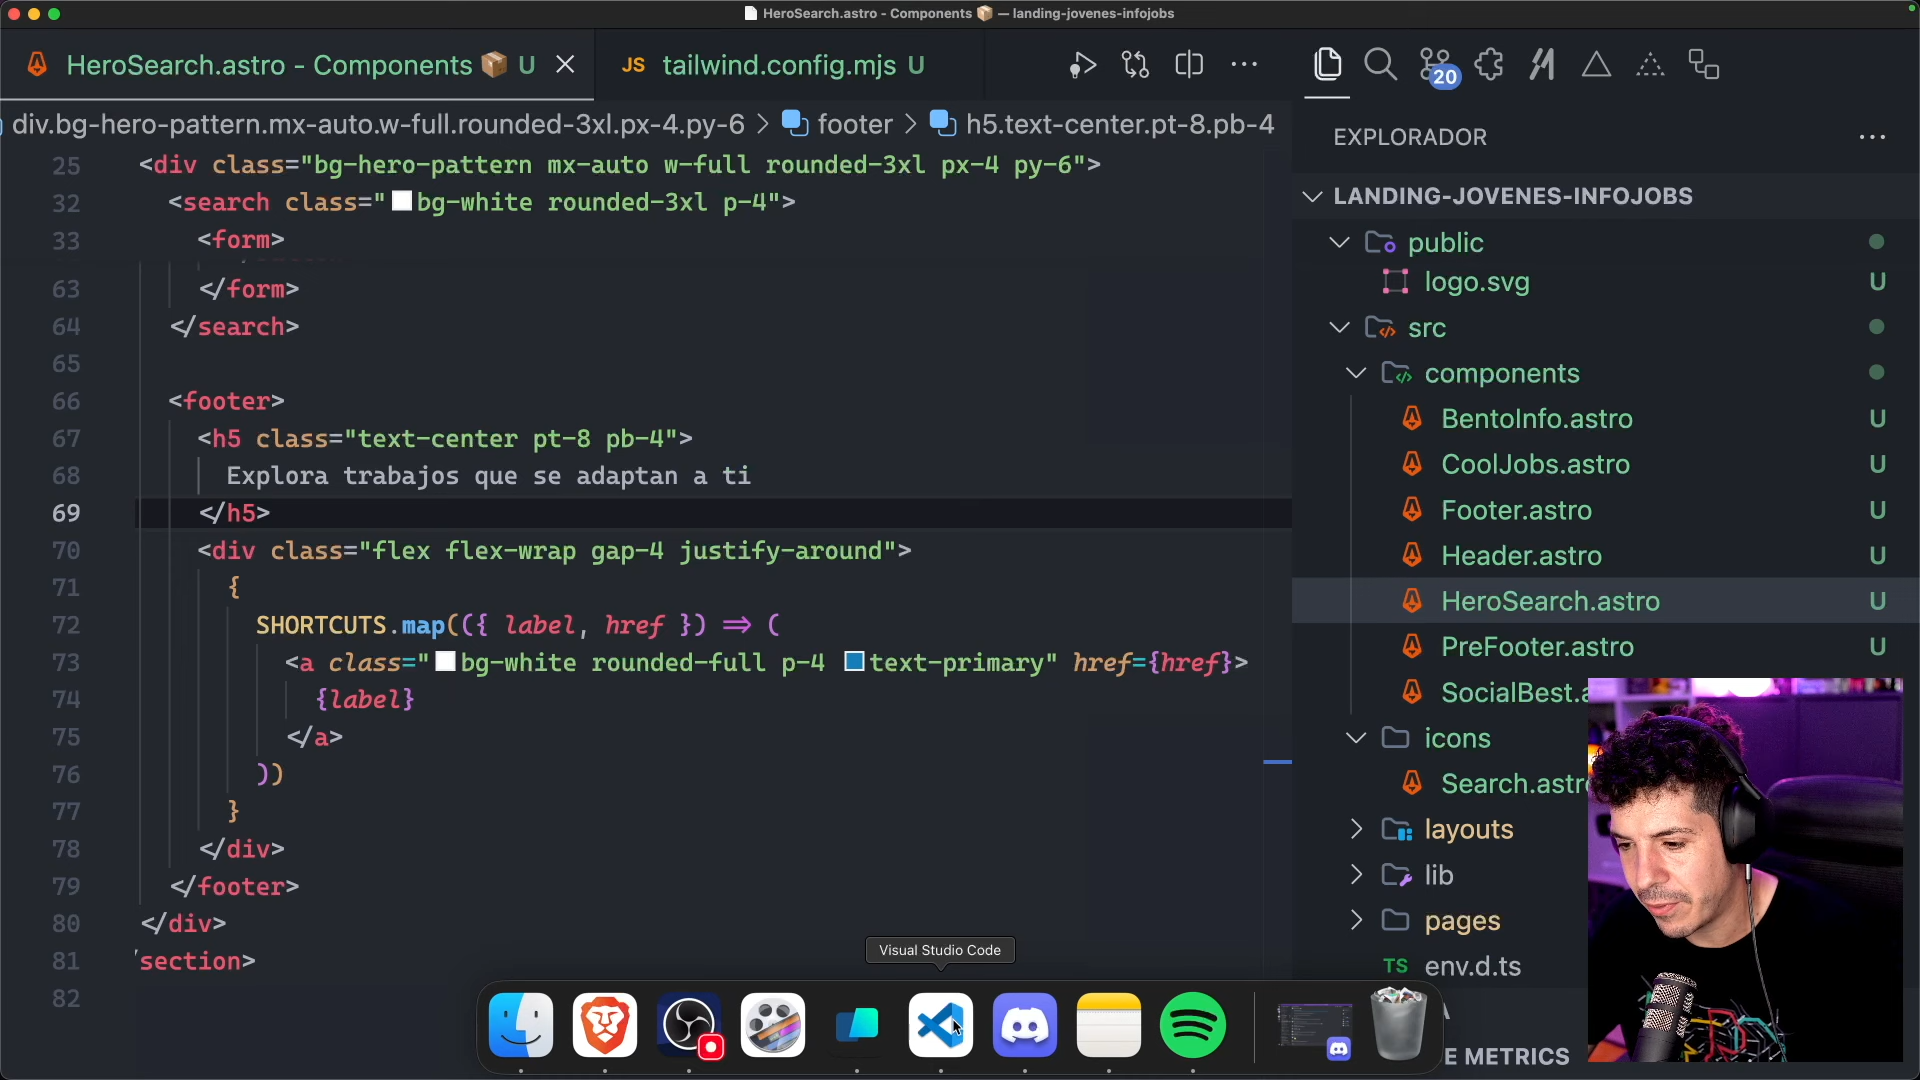 HeroSearch.astro - Components 📦 — landing-jovenes-infojobs
HeroSearch.astro - Components 📦 U
JS tailwind.config.mjs U
20
div.bg-hero-pattern.mx-auto.w-full.rounded-3xl.px-4.py-6 > footer > h5.text-center.pt-8.pb-4
25 <div class="bg-hero-pattern mx-auto w-full rounded-3xl px-4 py-6">
32 <search class="bg-white rounded-3xl p-4">
33 <form>
63 </form>
64 </search>
65
66 <footer>
67 <h5 class="text-center pt-8 pb-4">
68 Explora trabajos que se adaptan a ti
69 </h5>
70 <div class="flex flex-wrap gap-4 justify-around">
71 {
72 SHORTCUTS.map(({ label, href }) => (
73 <a class="bg-white rounded-full p-4 text-primary" href={href}>
74 {label}
75 </a>
76 ))
77 }
78 </div>
79 </footer>
80 </div>
81 section>
82
EXPLORADOR
LANDING-JOVENES-INFOJOBS
public
logo.svg U
src
components
BentoInfo.astro U
CoolJobs.astro U
Footer.astro U
Header.astro U
HeroSearch.astro U
PreFooter.astro U
SocialBest.a
icons
Search.astr
layouts
lib
pages
TS env.d.ts
E METRICS
Visual Studio Code